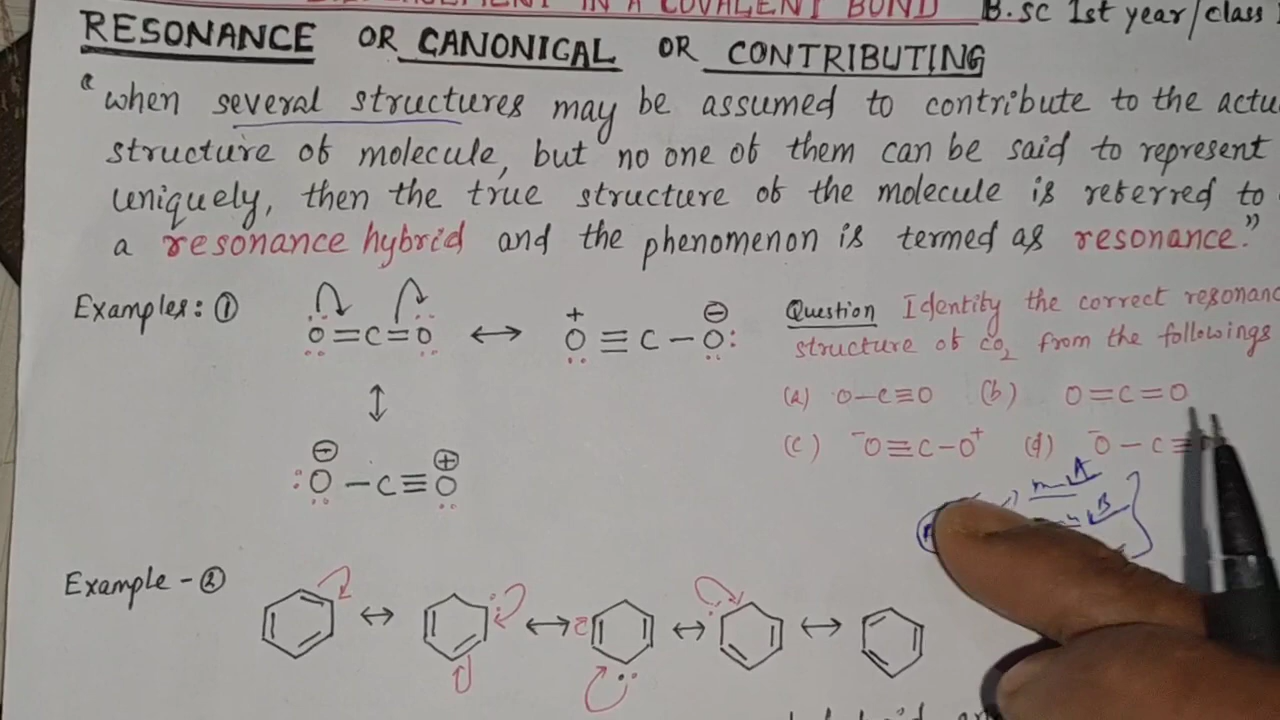 IN A COVALENT BOND B.sc 1st year/class
RESONANCE OR CANONICAL OR CONTRIBUTING
"when several structures may be assumed to contribute to the actu
structure of molecule, but no one of them can be said to represent
uniquely, then the true structure of the molecule is referred to
a resonance hybrid and the phenomenon is termed as resonance."
Examples: ①
:O=C=O: ↔ O⁺≡C-O⊖:
:O⊖-C≡O⊕
Question Identity the correct resonanc
structure of CO₂ from the followings
(a) O-C≡O (b) O=C=O
(c) ⁻O≡C-O⁺ (d) ⁻O-C≡
A
B
Example - ②